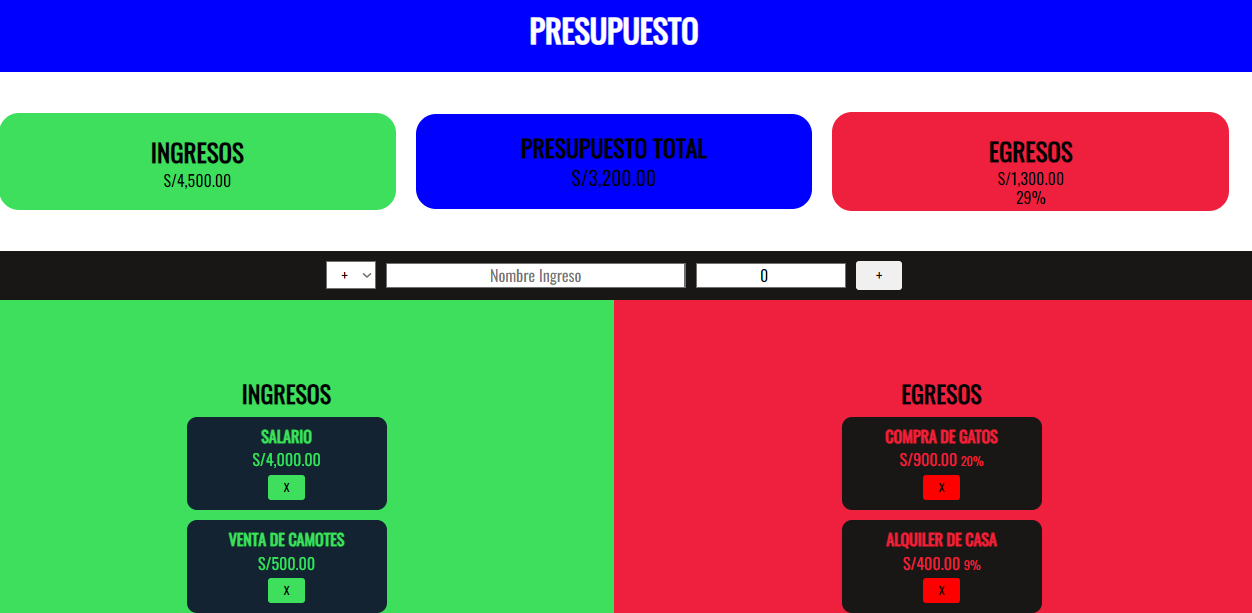 PRESUPUESTO
INGRESOS
S/4,500.00
PRESUPUESTO TOTAL
S/3,200.00
EGRESOS
S/1,300.00
29%
+ Nombre Ingreso 0 +
INGRESOS
SALARIO
S/4,000.00
X
VENTA DE CAMOTES
S/500.00
X
EGRESOS
COMPRA DE GATOS
S/900.00 20%
X
ALQUILER DE CASA
S/400.00 9%
X